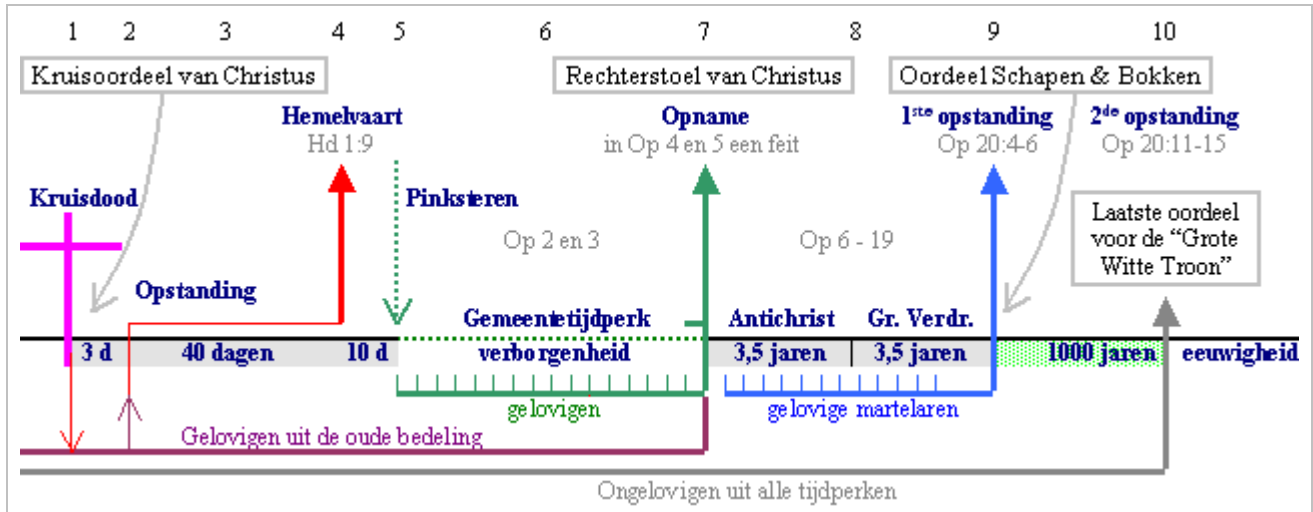 1 2 3 4 5 6 7 8 9 10
Kruisoordeel van Christus
Rechterstoel van Christus
Oordeel Schapen & Bokken
Hemelvaart
Hd 1:9
Opname
in Op 4 en 5 een feit
1ste opstanding
Op 20:4-6
2de opstanding
Op 20:11-15
Kruisdood
Pinksteren
Op 2 en 3
Op 6 - 19
Laatste oordeel
voor de “Grote
Witte Troon”
Opstanding
Gemeentetijdperk
Antichrist
Gr. Verdr.
3 d
40 dagen
10 d
verborgenheid
3,5 jaren
3,5 jaren
1000 jaren
eeuwigheid
gelovigen
gelovige martelaren
Gelovigen uit de oude bedeling
Ongelovigen uit alle tijdperken